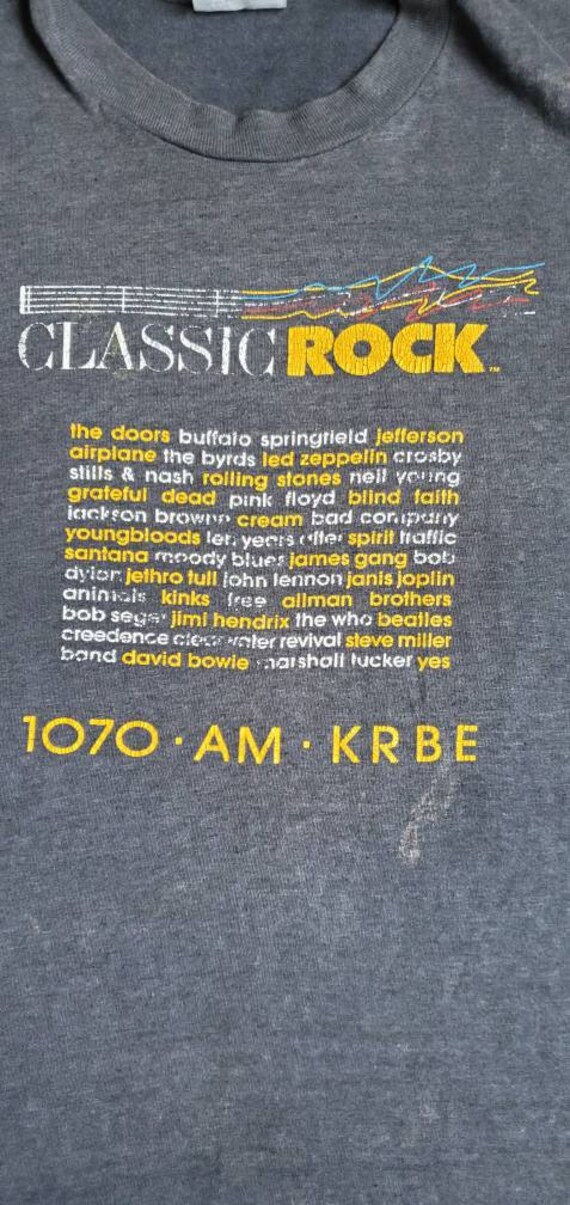 CLASSIC ROCK™
the doors buffalo springfield jefferson
airplane the byrds led zeppelin crosby
stills & nash rolling stones neil young
grateful dead pink floyd blind faith
jackson browne cream bad company
youngbloods ten years after spirit traffic
santana moody blues james gang bob
dylan jethro tull john lennon janis joplin
animals kinks free allman brothers
bob seger jimi hendrix the who beatles
creedence clearwater revival steve miller
band david bowie marshall tucker yes
1070 · AM · KRBE